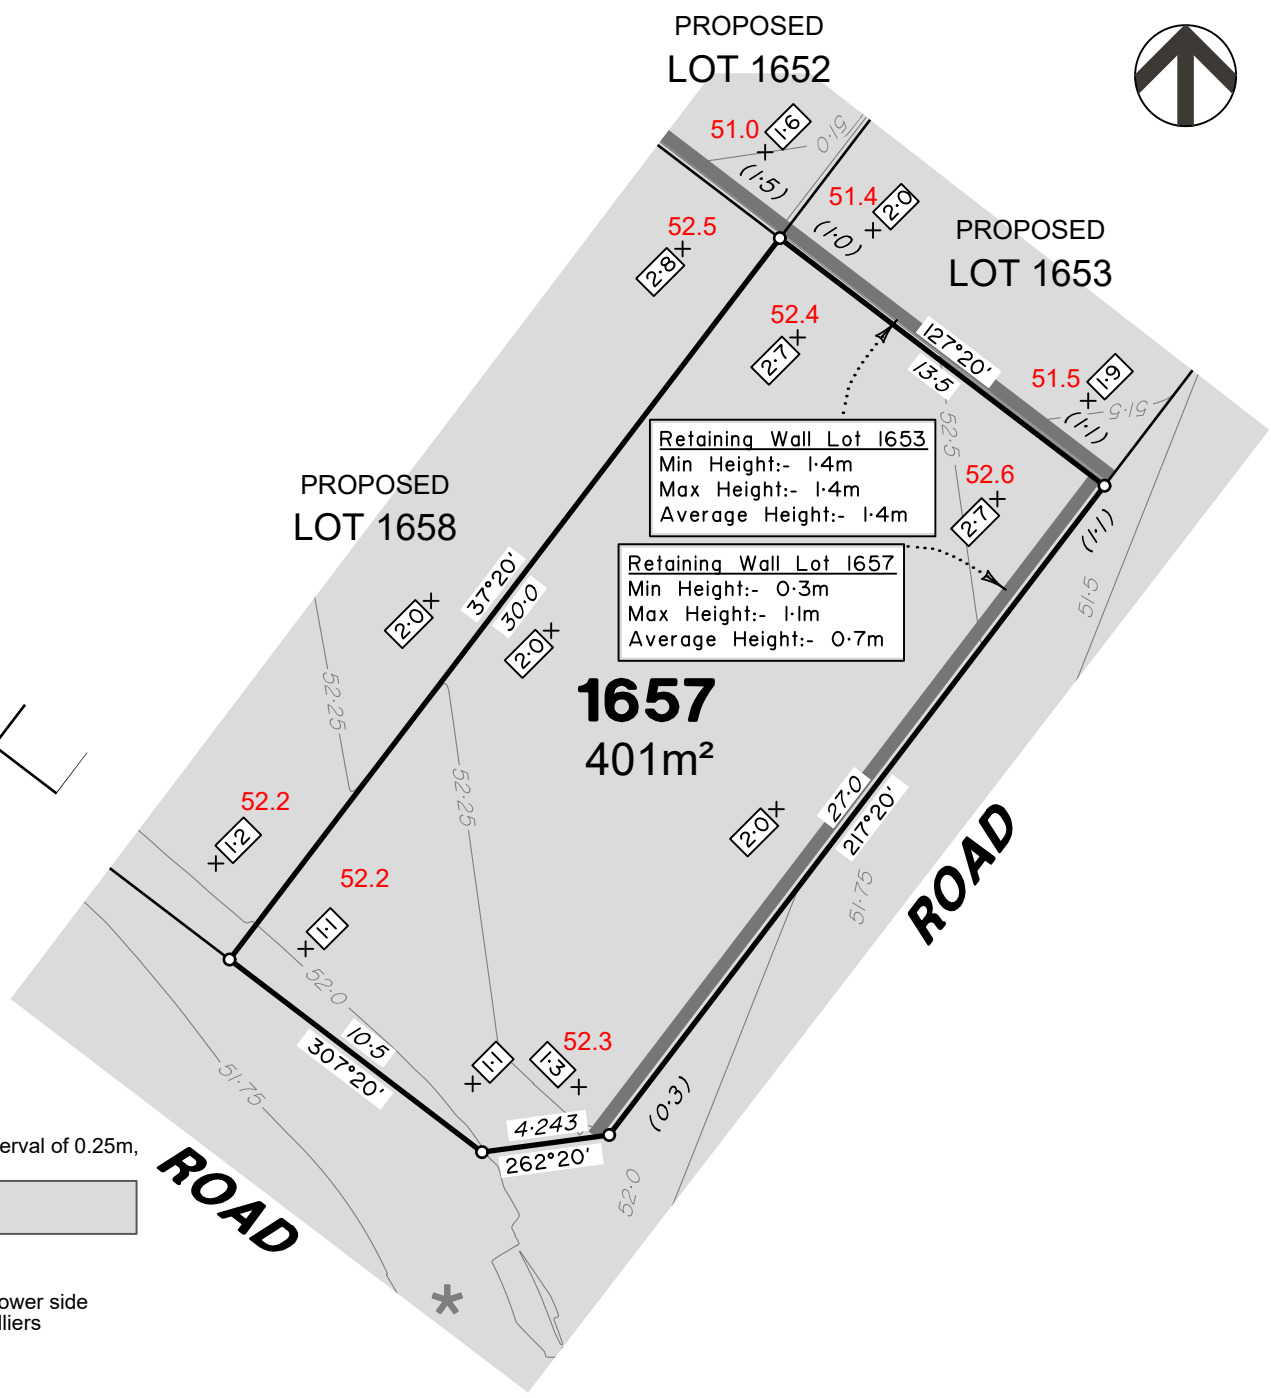 PROPOSED
LOT 1652
51.0
1·6
51·0
(1·5)
51.4
2·0
(1·0)
52.5
2·8
PROPOSED
LOT 1653
52.4
2·7
127°20'
13·5
51.5
1·9
51·5
(1·1)
52·5
Retaining Wall Lot 1653
Min Height:- 1·4m
Max Height:- 1·4m
Average Height:- 1·4m
52.6
2·7
(1·1)
PROPOSED
LOT 1658
37°20'
30·0
Retaining Wall Lot 1657
Min Height:- 0·3m
Max Height:- 1·1m
Average Height:- 0·7m
51·5
2·0
2·0
1657
401m²
52·25
52·25
52.2
1·2
27·0
217°20'
2·0
ROAD
51·75
52.2
1·1
52·0
10·5
307°20'
1·1
1·3
52.3
51·75
4·243
262°20'
(0·3)
52·0
erval of 0.25m,
ROAD
ower side
lliers